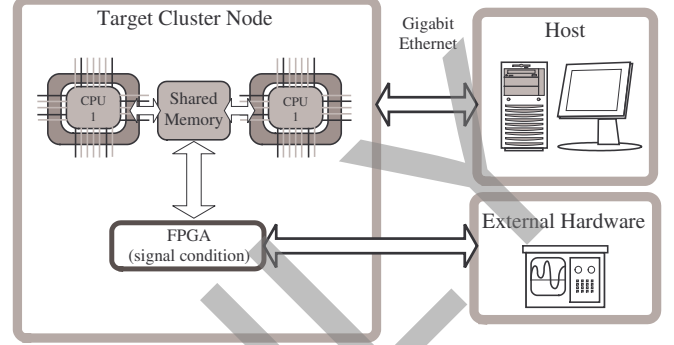 Target Cluster Node
Gigabit
Ethernet
Host
CPU
1
Shared
Memory
CPU
1
FPGA
(signal condition)
External Hardware